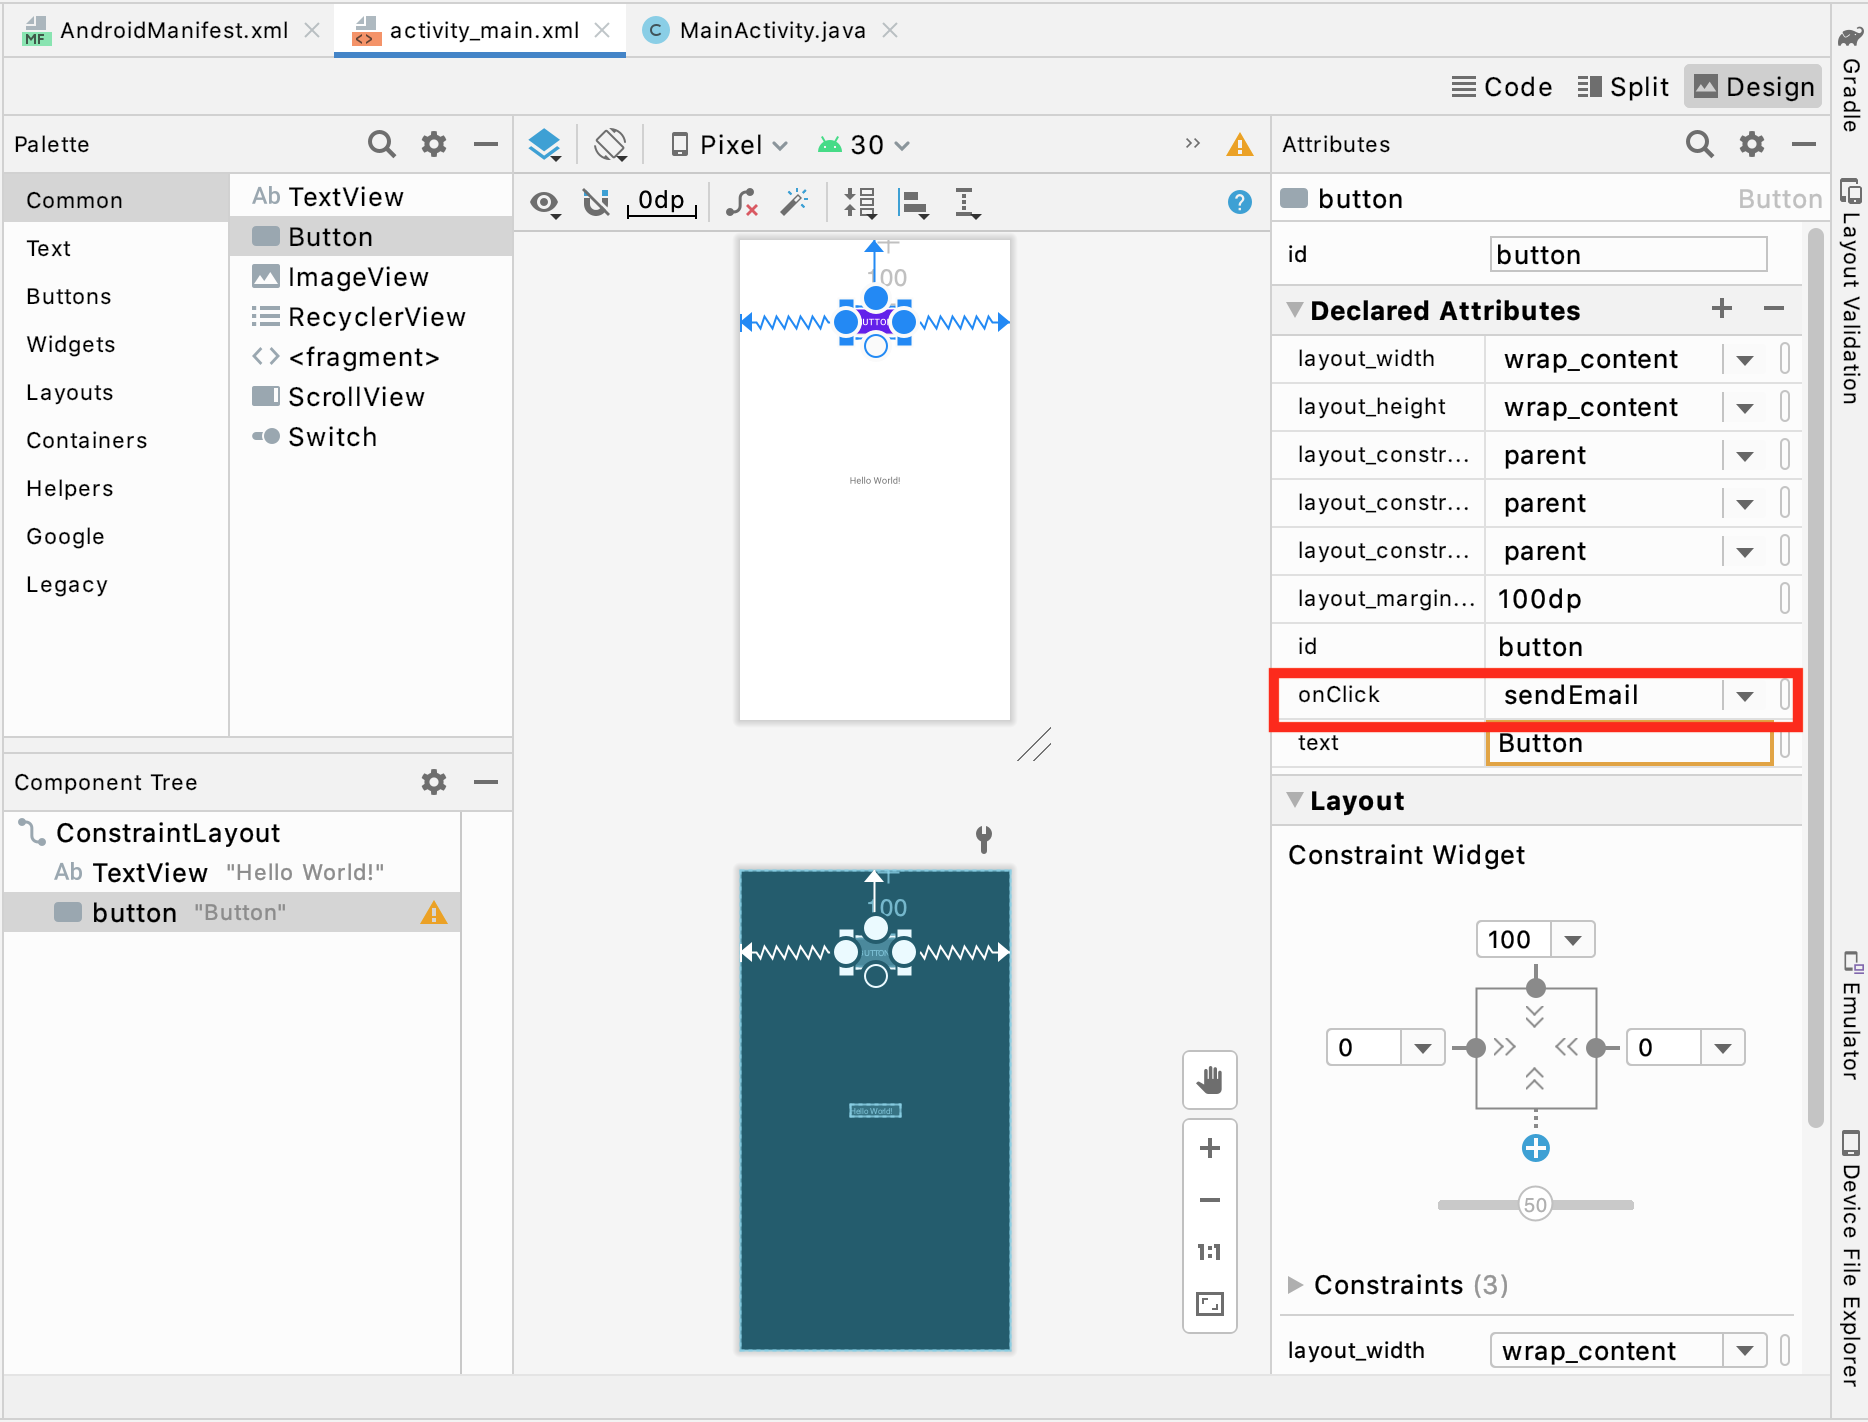 AndroidManifest.xml
activity_main.xml
C MainActivity.java
Code
Split
Design
Palette
Common
Text
Buttons
Widgets
Layouts
Containers
Helpers
Google
Legacy
Ab TextView
Button
ImageView
RecyclerView
<fragment>
ScrollView
Switch
Pixel
30
>>
0dp
?
100
BUTTON
Hello World!
100
BUTTON
Hello World!
1:1
Component Tree
ConstraintLayout
Ab TextView "Hello World!"
button "Button"
Attributes
button Button
id button
Declared Attributes
layout_width wrap_content
layout_height wrap_content
layout_constr... parent
layout_constr... parent
layout_constr... parent
layout_margin... 100dp
id button
onClick sendEmail
text Button
Layout
Constraint Widget
100
0
0
50
Constraints (3)
layout_width wrap_content
Gradle
Layout Validation
Emulator
Device File Explorer
MF